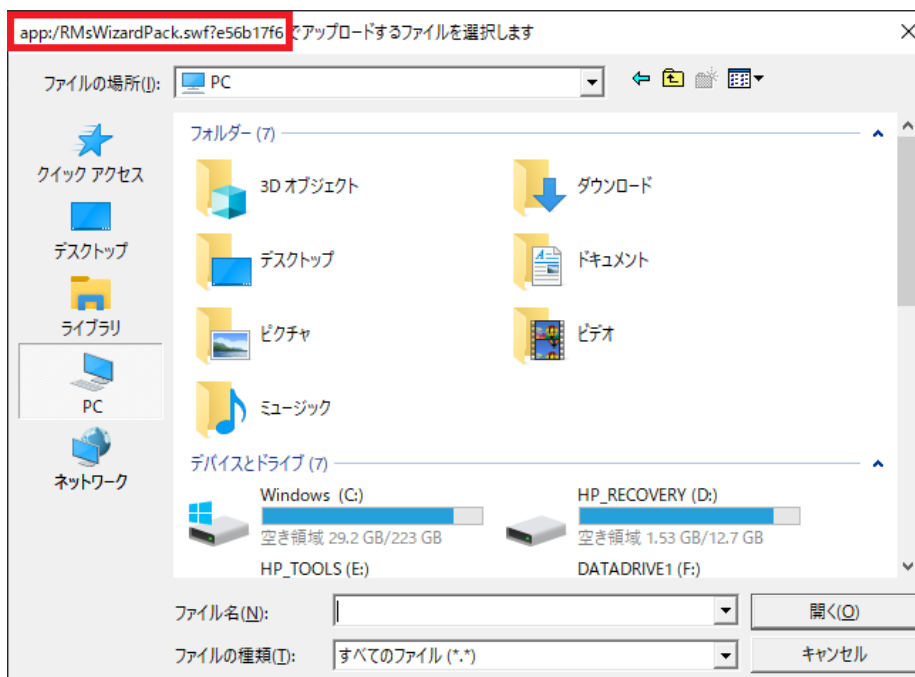 app:/RMsWizardPack.swf?e56b17f6 でアップロードするファイルを選択します
ファイルの場所(I):
PC
クイック アクセス
デスクトップ
ライブラリ
PC
ネットワーク
フォルダー (7)
3D オブジェクト
ダウンロード
デスクトップ
ドキュメント
ピクチャ
ビデオ
ミュージック
デバイスとドライブ (7)
Windows (C:)
空き領域 29.2 GB/223 GB
HP_RECOVERY (D:)
空き領域 1.53 GB/12.7 GB
HP_TOOLS (E:)
DATADRIVE1 (F:)
ファイル名(N):
開く(O)
ファイルの種類(T):
すべてのファイル (*.*)
キャンセル